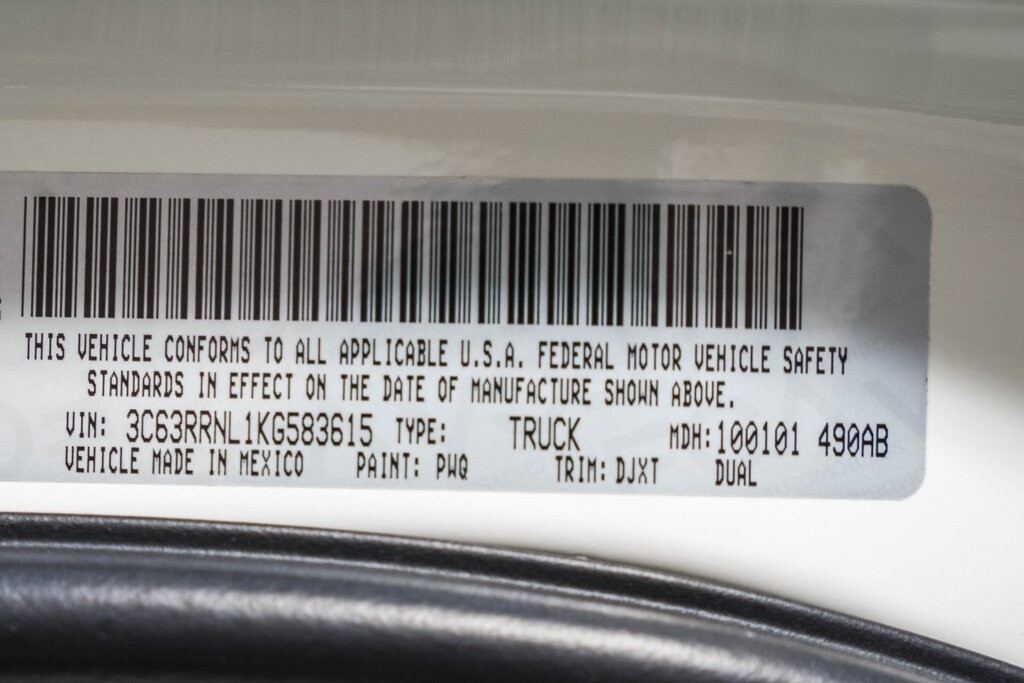 THIS VEHICLE CONFORMS TO ALL APPLICABLE U.S.A. FEDERAL MOTOR VEHICLE SAFETY
STANDARDS IN EFFECT ON THE DATE OF MANUFACTURE SHOWN ABOVE.
VIN: 3C63RRNL1KG583615 TYPE: TRUCK MDH: 100101 490AB
VEHICLE MADE IN MEXICO PAINT: PWQ TRIM: DJXT DUAL